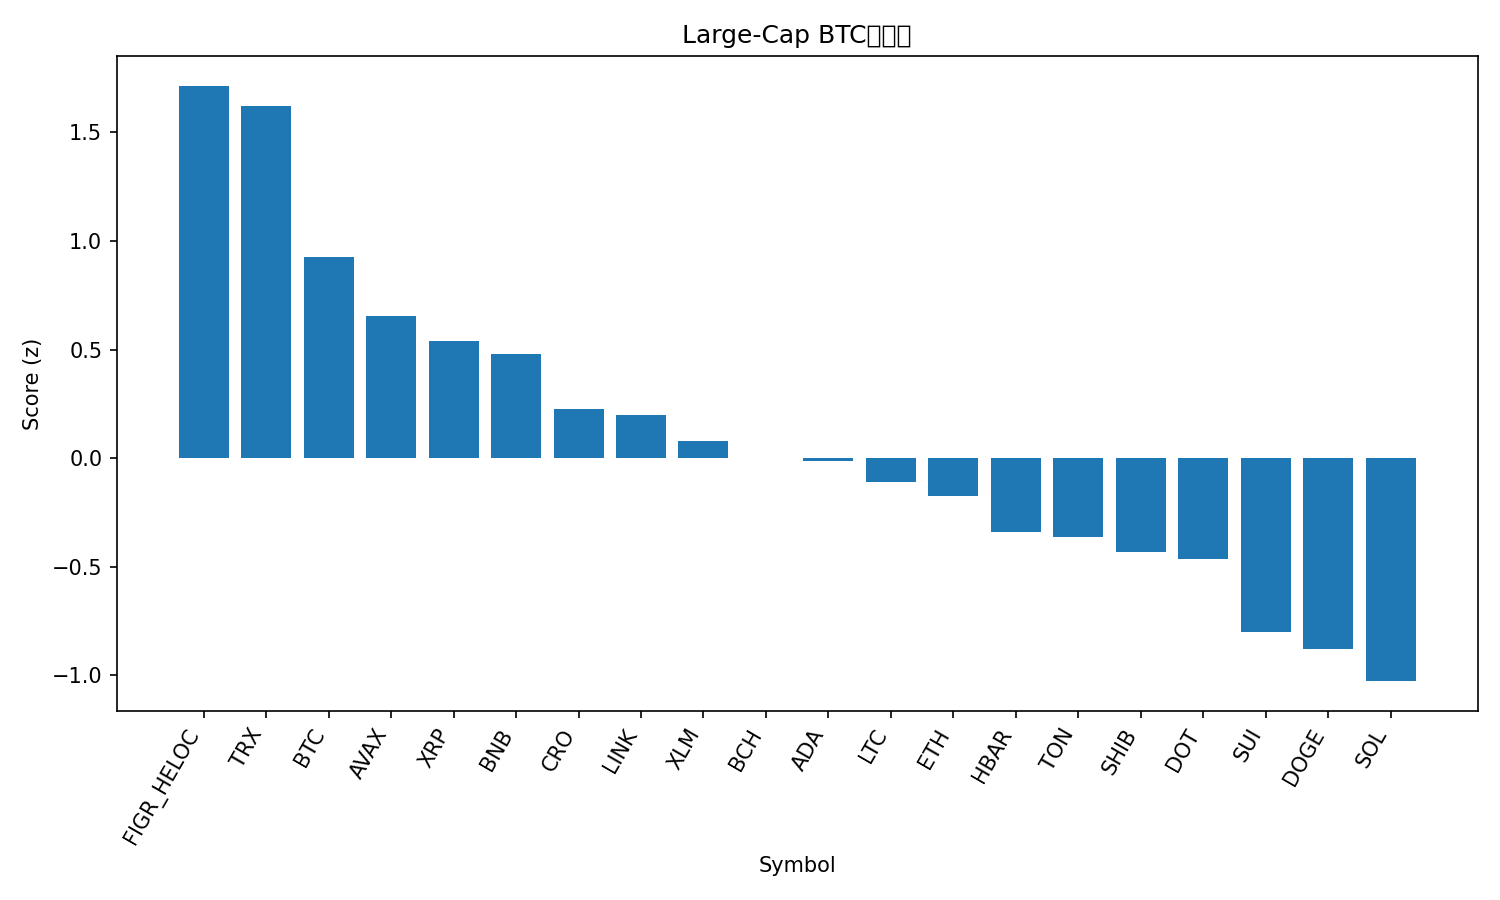 Large-Cap BTC
1.5
1.0
0.5
0.0
−0.5
−1.0
Score (z)
FIGR_HELOC
TRX
BTC
AVAX
XRP
BNB
CRO
LINK
XLM
BCH
ADA
LTC
ETH
HBAR
TON
SHIB
DOT
SUI
DOGE
SOL
Symbol